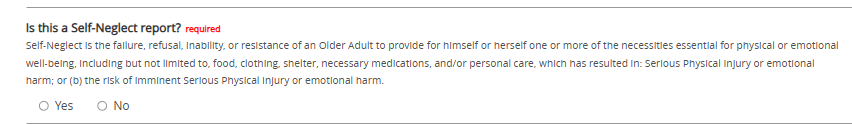 Is this a Self-Neglect report? required
Self-Neglect is the failure, refusal, inability, or resistance of an Older Adult to provide for himself or herself one or more of the necessities essential for physical or emotional
well-being, including but not limited to, food, clothing, shelter, necessary medications, and/or personal care, which has resulted in: Serious Physical Injury or emotional
harm; or (b) the risk of imminent Serious Physical Injury or emotional harm.
Yes No